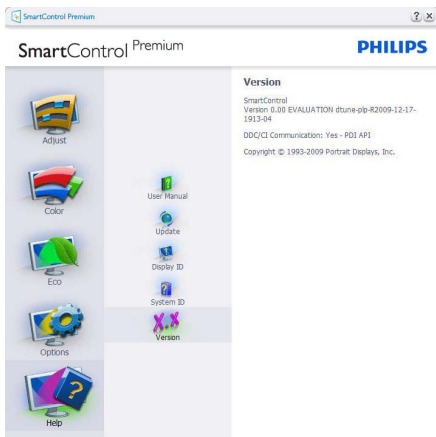 SmartControl Premium
? X
SmartControl Premium
PHILIPS
Adjust
Color
Eco
Options
Help
User Manual
Update
Display ID
System ID
X.X
Version
Version
SmartControl
Version 0.00 EVALUATION dtune-plp-R2009-12-17-
1913-04
DDC/CI Communication: Yes - PDI API
Copyright © 1993-2009 Portrait Displays, Inc.